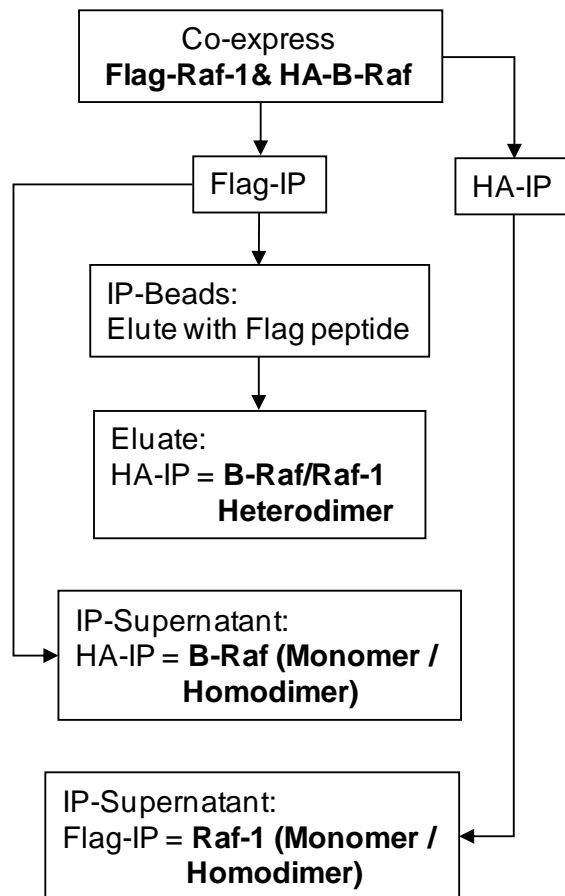 Co-express
Flag-Raf-1& HA-B-Raf
Flag-IP
HA-IP
IP-Beads:
Elute with Flag peptide
Eluate:
HA-IP = B-Raf/Raf-1
Heterodimer
IP-Supernatant:
HA-IP = B-Raf (Monomer /
Homodimer)
IP-Supernatant:
Flag-IP = Raf-1 (Monomer /
Homodimer)